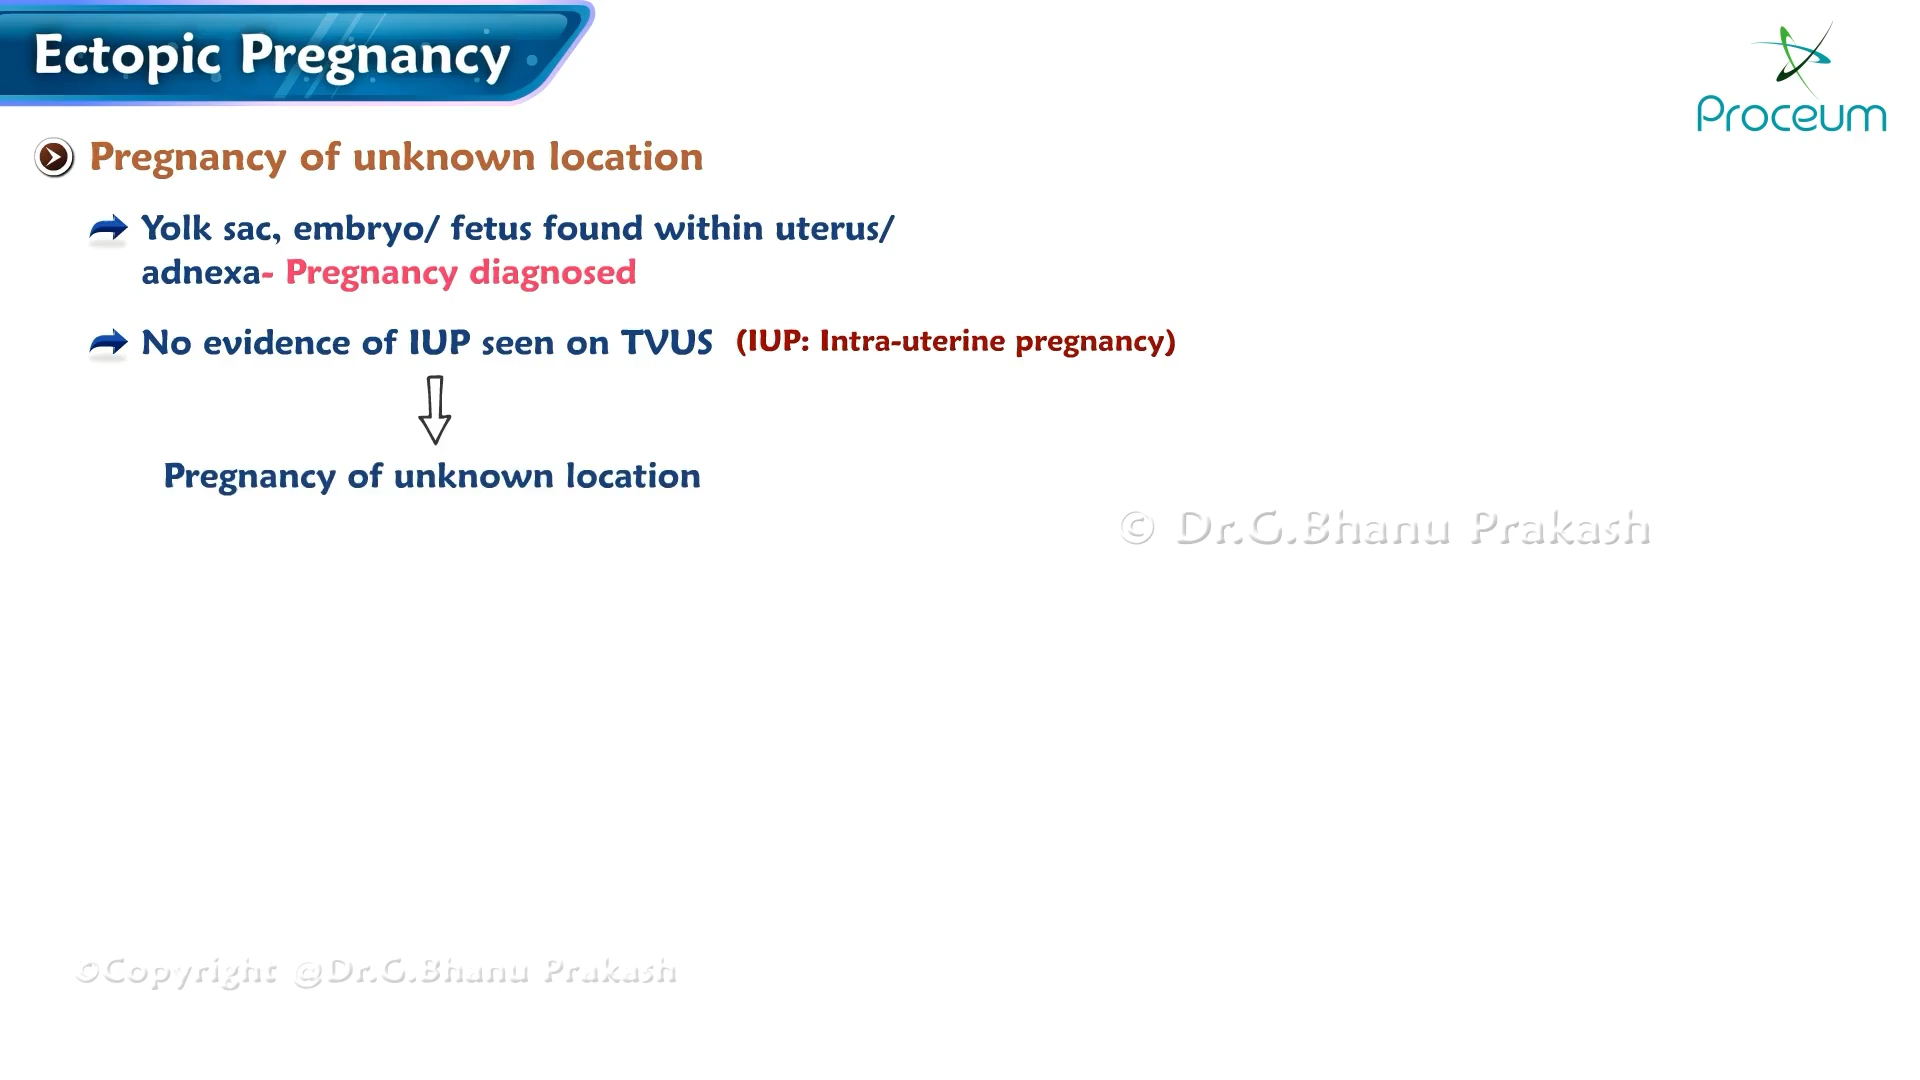 Ectopic Pregnancy
Proceum
Pregnancy of unknown location
Yolk sac, embryo/ fetus found within uterus/
adnexa- Pregnancy diagnosed
No evidence of IUP seen on TVUS (IUP: Intra-uterine pregnancy)
Pregnancy of unknown location
© Dr.G.Bhanu Prakash
©Copyright @Dr.G.Bhanu Prakash